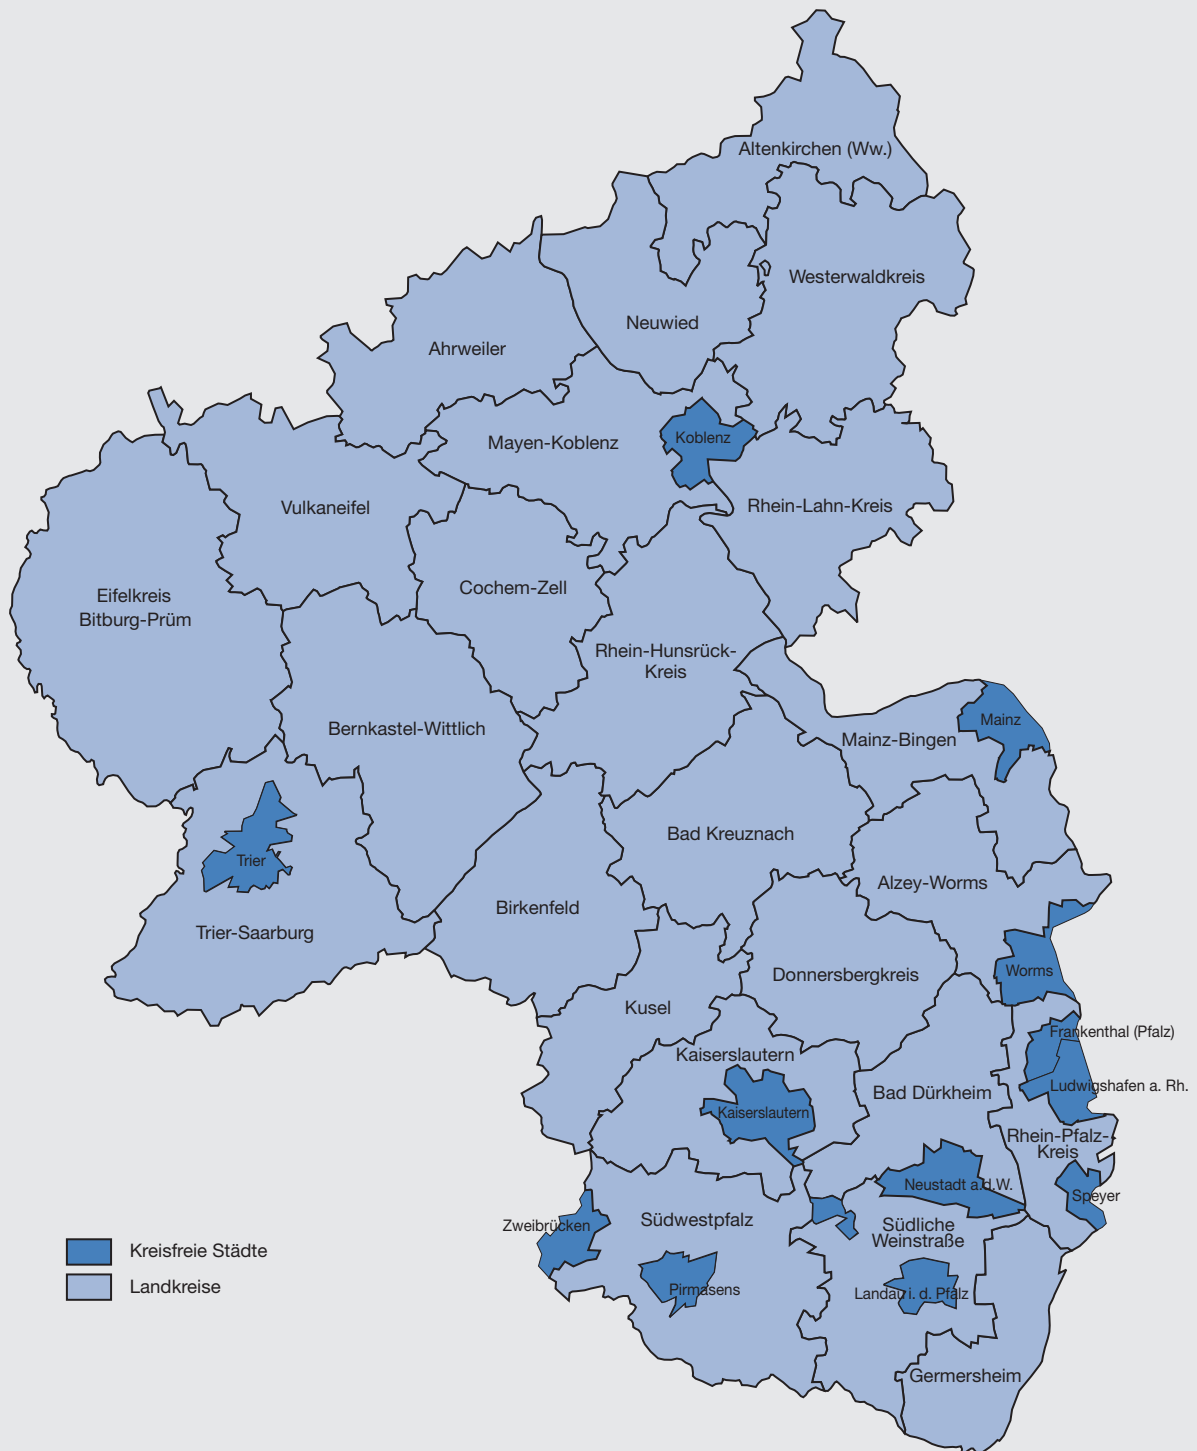 Altenkirchen (Ww.)
Westerwaldkreis
Neuwied
Ahrweiler
Mayen-Koblenz
Koblenz
Vulkaneifel
Rhein-Lahn-Kreis
Cochem-Zell
Eifelkreis
Bitburg-Prüm
Rhein-Hunsrück-
Kreis
Bernkastel-Wittlich
Mainz
Mainz-Bingen
Bad Kreuznach
Trier
Alzey-Worms
Birkenfeld
Trier-Saarburg
Worms
Donnersbergkreis
Kusel
Frankenthal (Pfalz)
Kaiserslautern
Ludwigshafen a. Rh.
Bad Dürkheim
Kaiserslautern
Rhein-Pfalz-
Kreis
Neustadt a.d.W.
Speyer
Zweibrücken
Südwestpfalz
Südliche
Weinstraße
Kreisfreie Städte
Landkreise
Pirmasens
Landau i. d. Pfalz
Germersheim